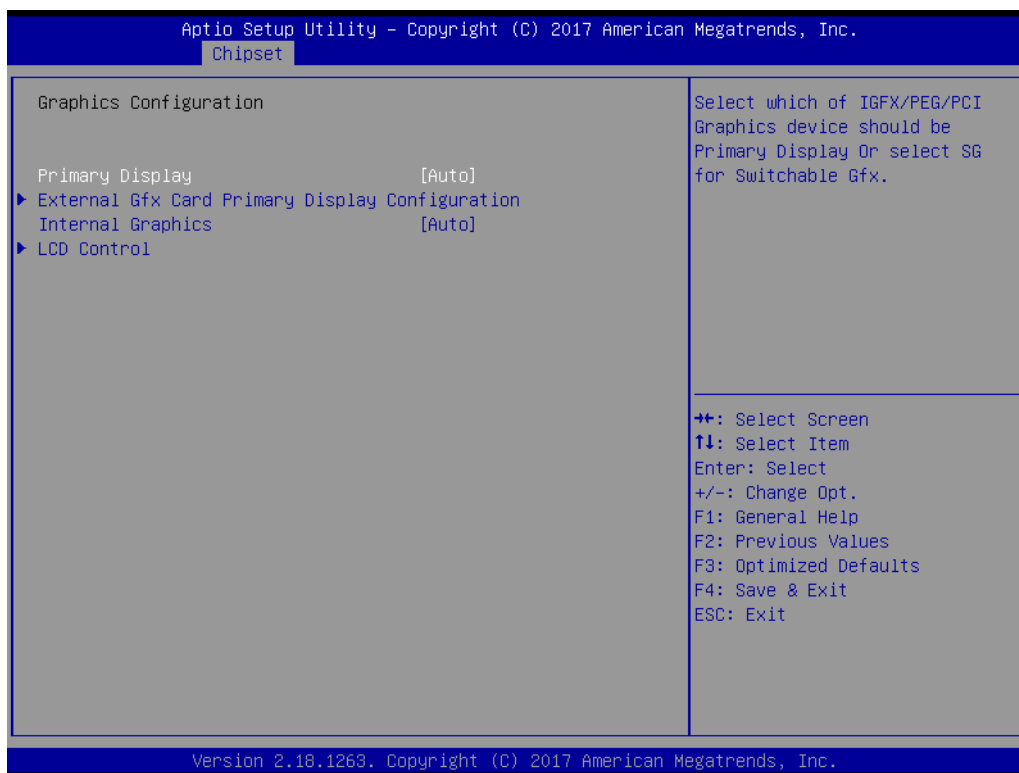 Aptio Setup Utility – Copyright (C) 2017 American Megatrends, Inc.
Chipset
Graphics Configuration
Primary Display [Auto]
External Gfx Card Primary Display Configuration
Internal Graphics [Auto]
LCD Control
Select which of IGFX/PEG/PCI
Graphics device should be
Primary Display Or select SG
for Switchable Gfx.
→←: Select Screen
↑↓: Select Item
Enter: Select
+/-: Change Opt.
F1: General Help
F2: Previous Values
F3: Optimized Defaults
F4: Save & Exit
ESC: Exit
Version 2.18.1263. Copyright (C) 2017 American Megatrends, Inc.